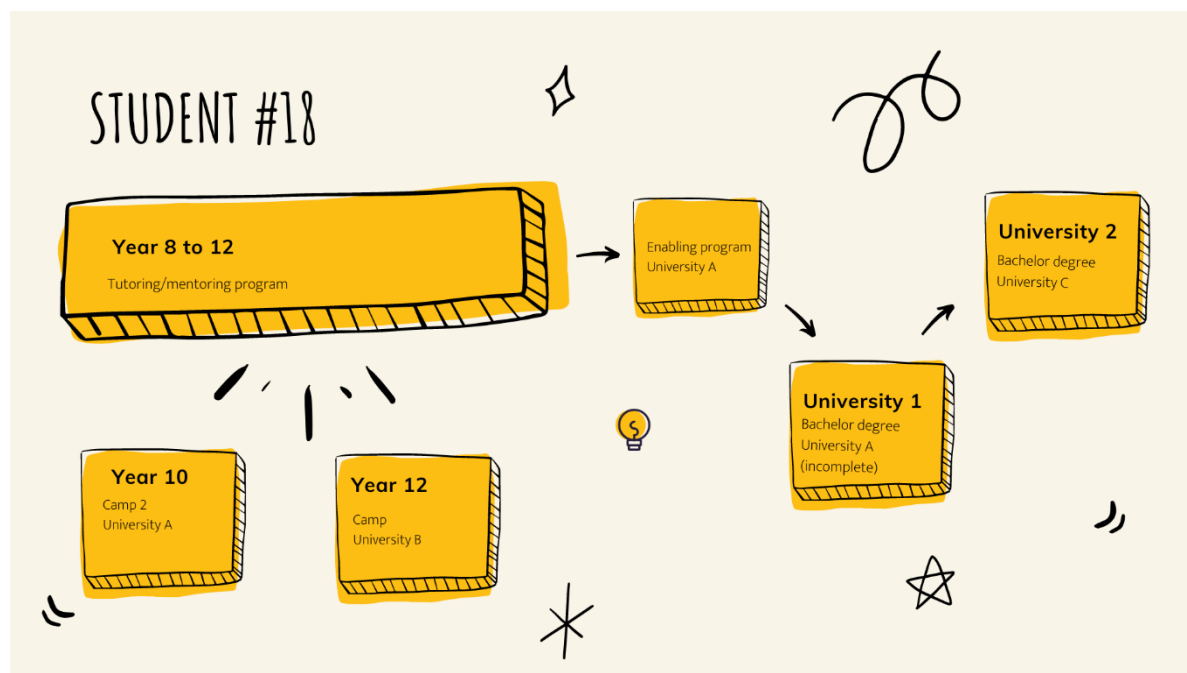 STUDENT #18
Year 8 to 12
Tutoring/mentoring program
Enabling program
University A
University 2
Bachelor degree
University C
University 1
Bachelor degree
University A
(incomplete)
Year 10
Camp 2
University A
Year 12
Camp
University B